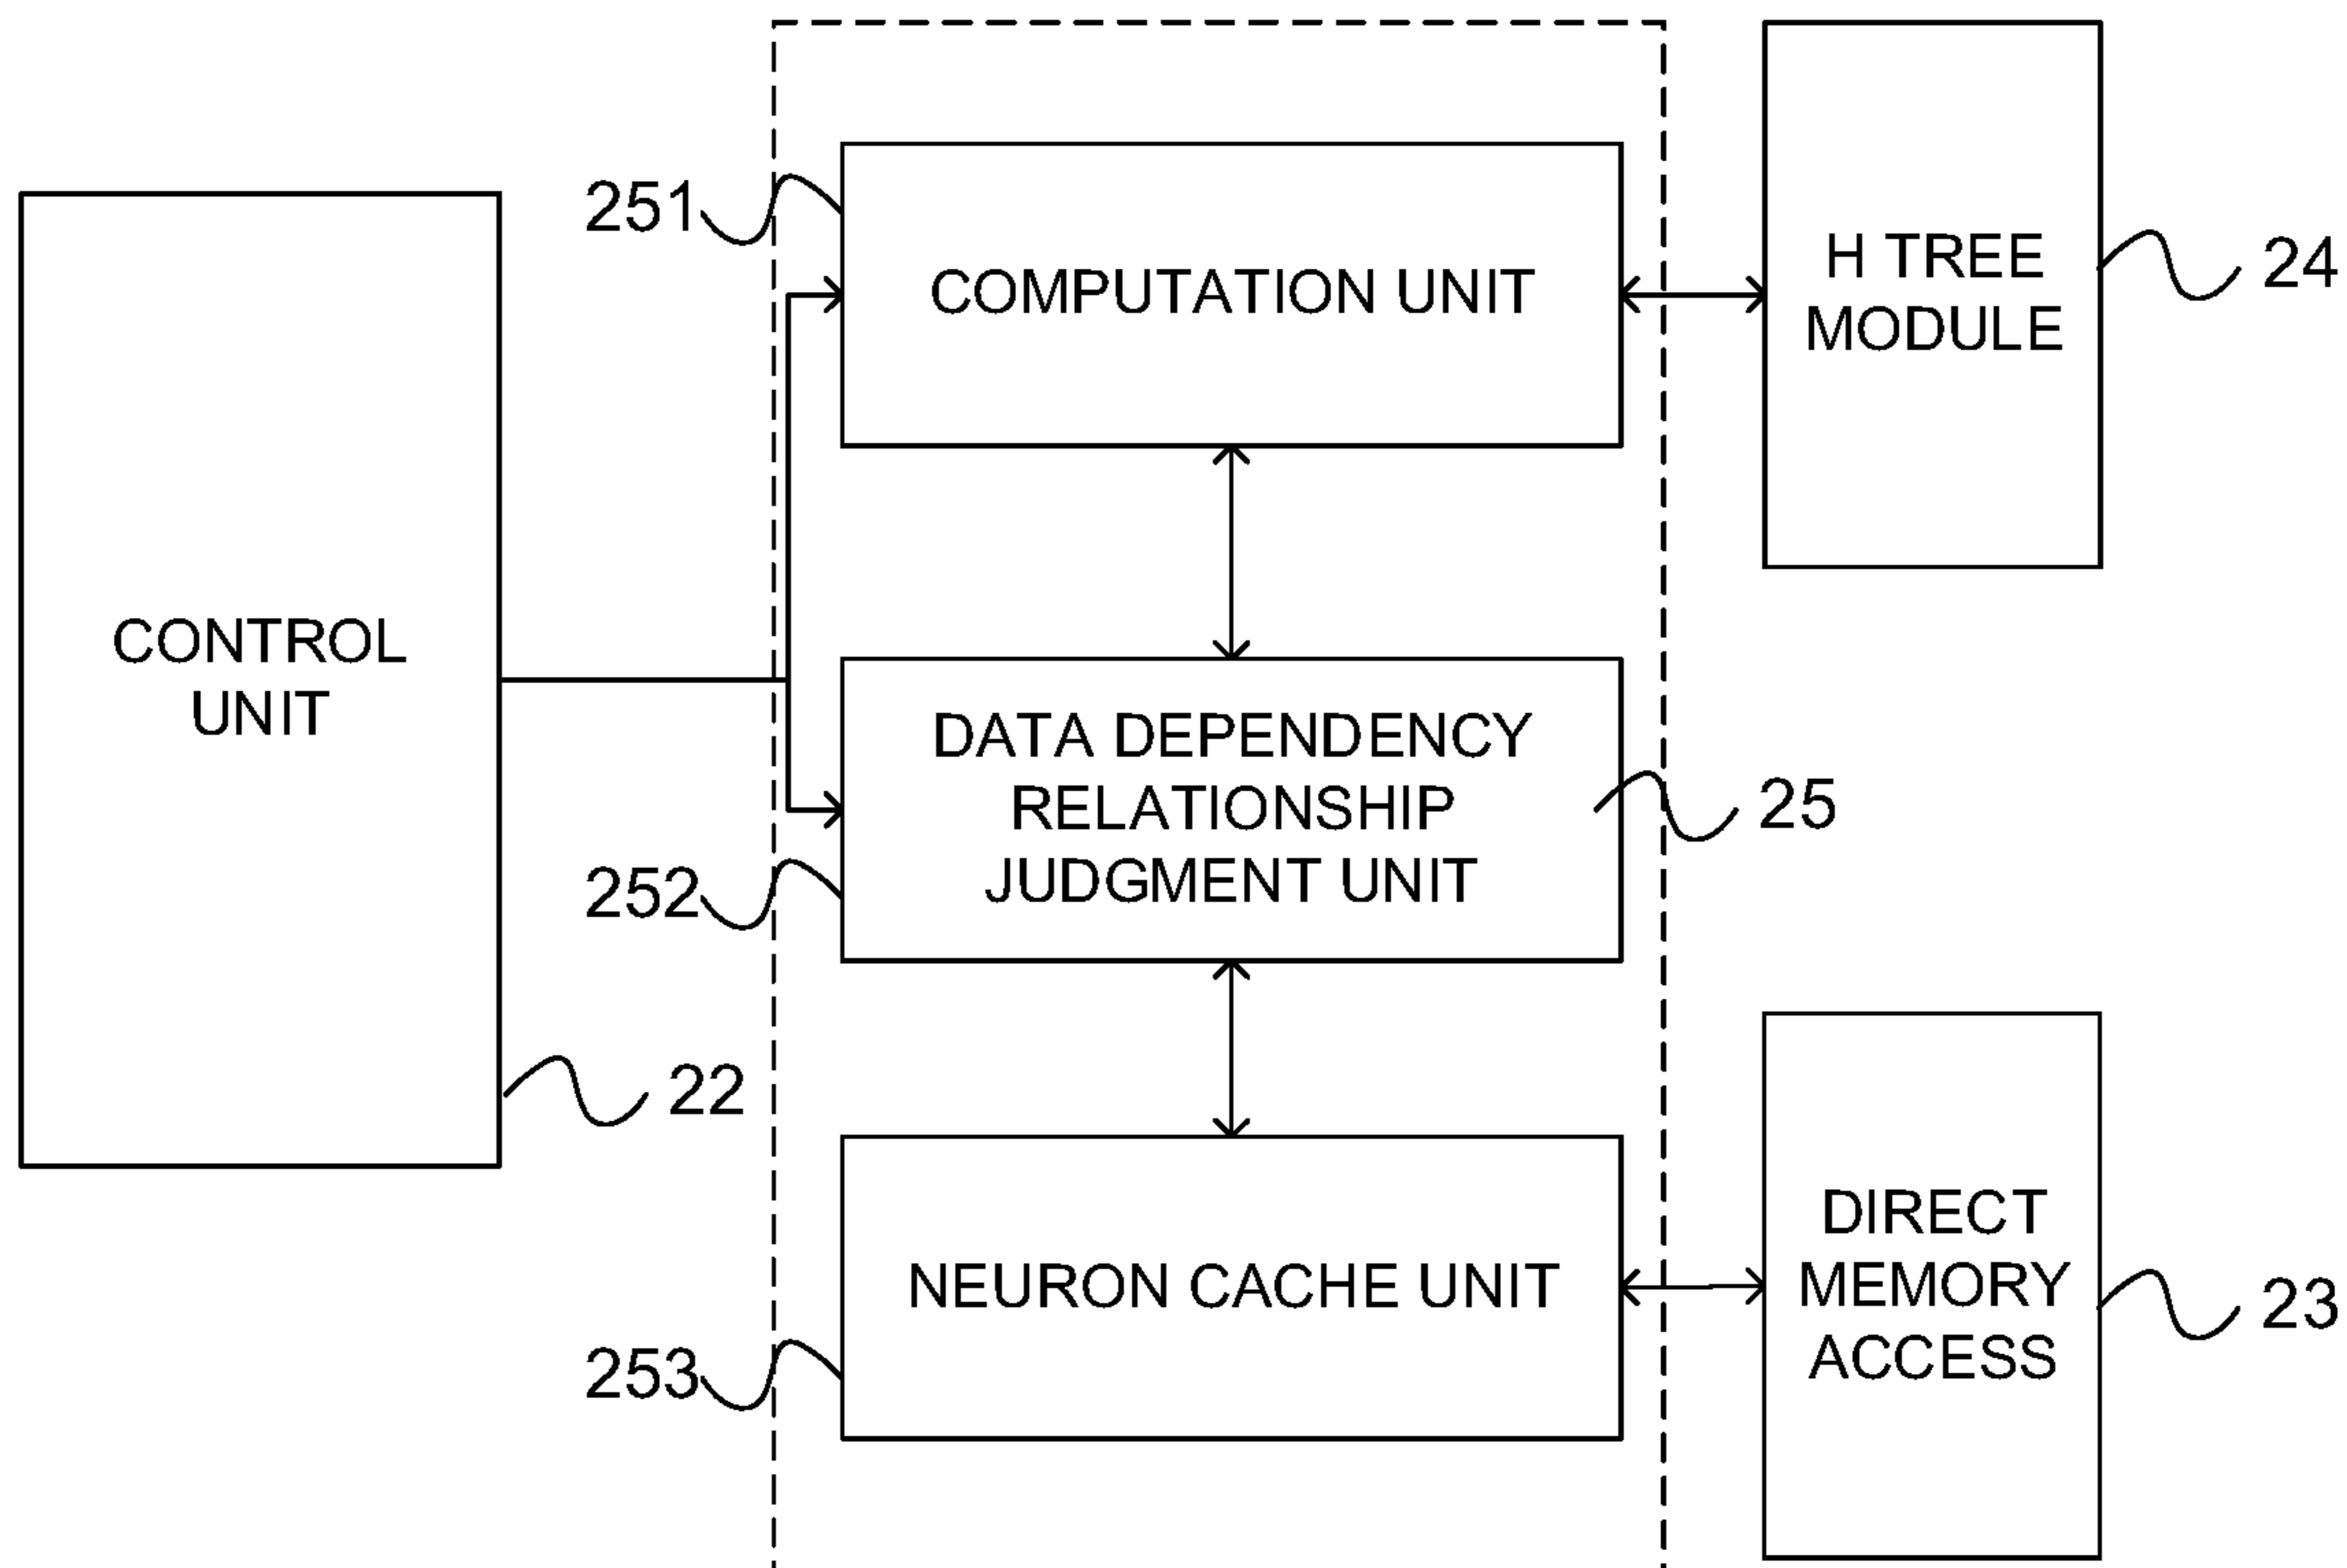 251
COMPUTATION UNIT
H TREE
MODULE
24
CONTROL
UNIT
22
DATA DEPENDENCY
RELATIONSHIP
JUDGMENT UNIT
25
252
NEURON CACHE UNIT
253
DIRECT
MEMORY
ACCESS
23